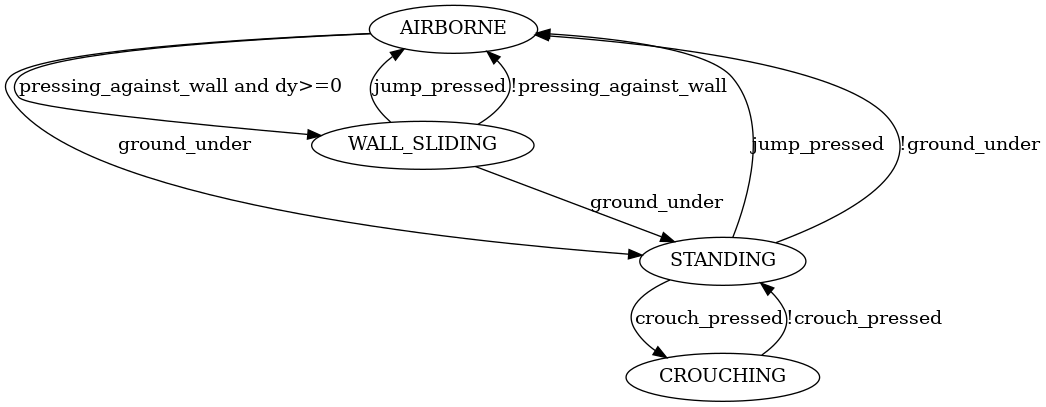 AIRBORNE
pressing_against_wall and dy>=0
jump_pressed
!pressing_against_wall
WALL_SLIDING
ground_under
jump_pressed
!ground_under
ground_under
STANDING
crouch_pressed
!crouch_pressed
CROUCHING